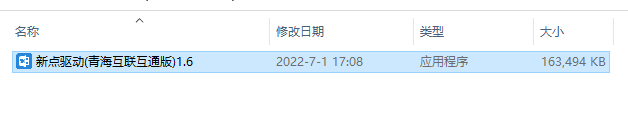 名称 修改日期 类型 大小
新点驱动(青海互联互通版)1.6 2022-7-1 17:08 应用程序 163,494 KB